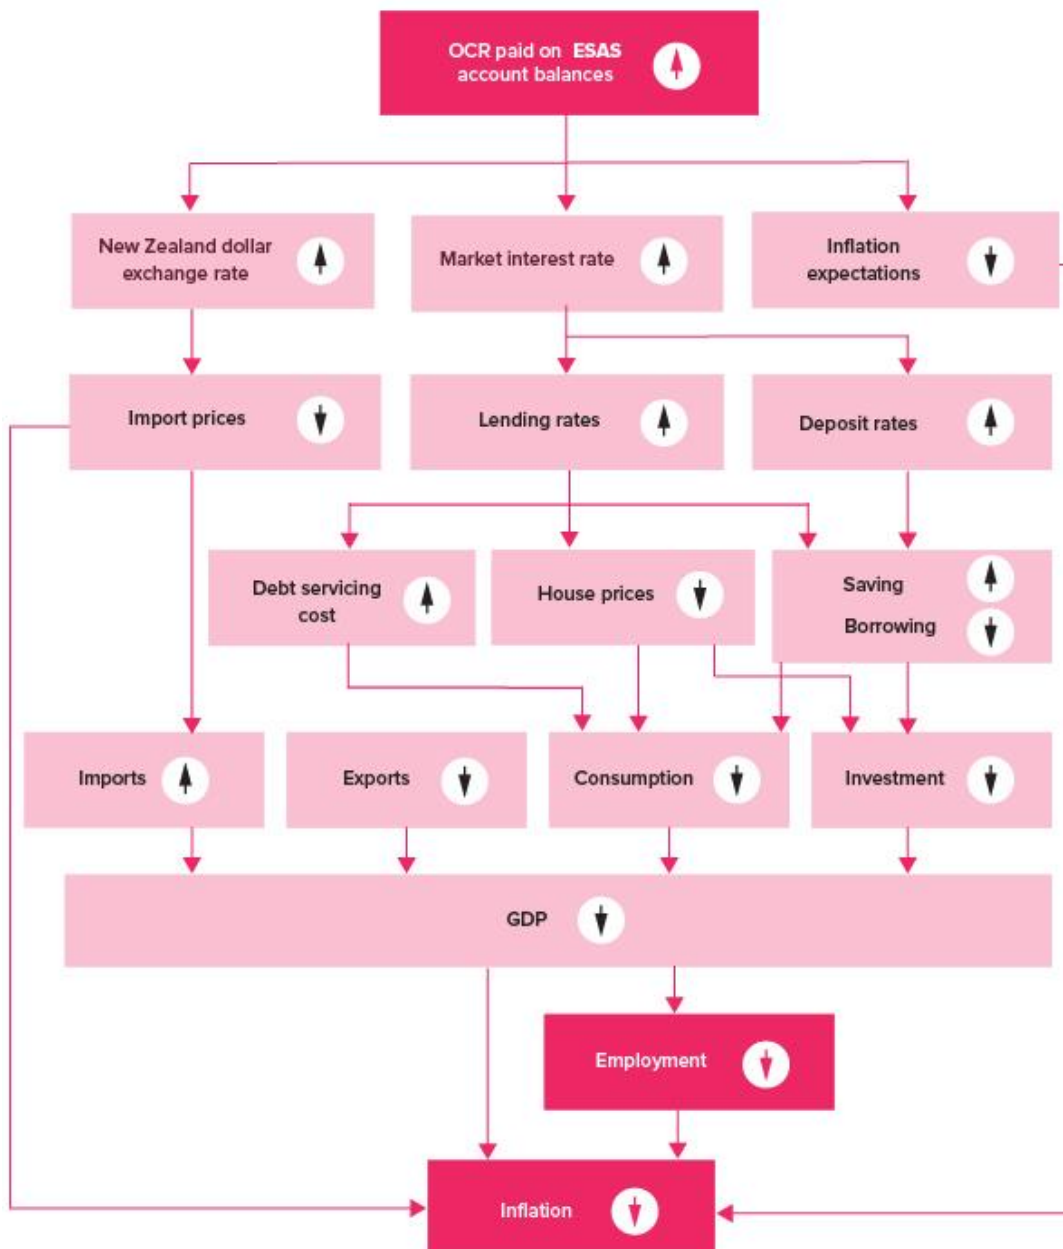 OCR paid on ESAS
account balances
New Zealand dollar
exchange rate
Market interest rate
Inflation
expectations
Import prices
Lending rates
Deposit rates
Debt servicing
cost
House prices
Saving
Borrowing
Imports
Exports
Consumption
Investment
GDP
Employment
Inflation